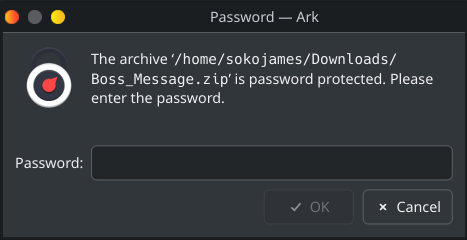 Password — Ark
The archive ‘/home/sokojames/Downloads/
Boss_Message.zip’ is password protected. Please
enter the password.
Password:
OK
Cancel